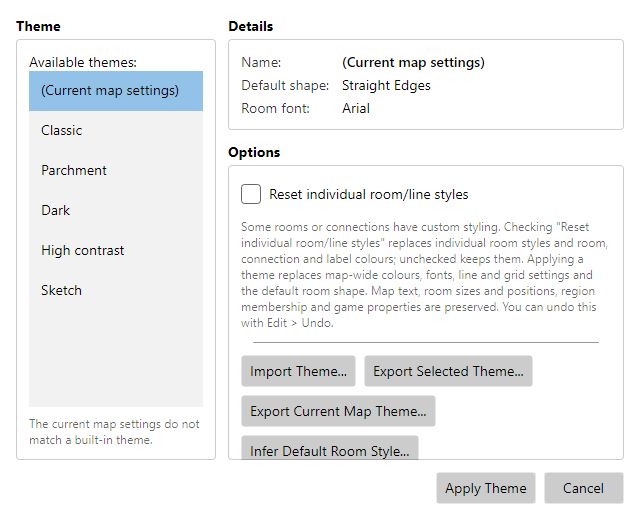 Theme
Available themes:
(Current map settings)
Classic
Parchment
Dark
High contrast
Sketch
The current map settings do not
match a built-in theme.
Details
Name: (Current map settings)
Default shape: Straight Edges
Room font: Arial
Options
Reset individual room/line styles
Some rooms or connections have custom styling. Checking "Reset
individual room/line styles" replaces individual room styles and room,
connection and label colours; unchecked keeps them. Applying a
theme replaces map-wide colours, fonts, line and grid settings and
the default room shape. Map text, room sizes and positions, region
membership and game properties are preserved. You can undo this
with Edit > Undo.
Import Theme... Export Selected Theme...
Export Current Map Theme...
Infer Default Room Style...
Apply Theme Cancel